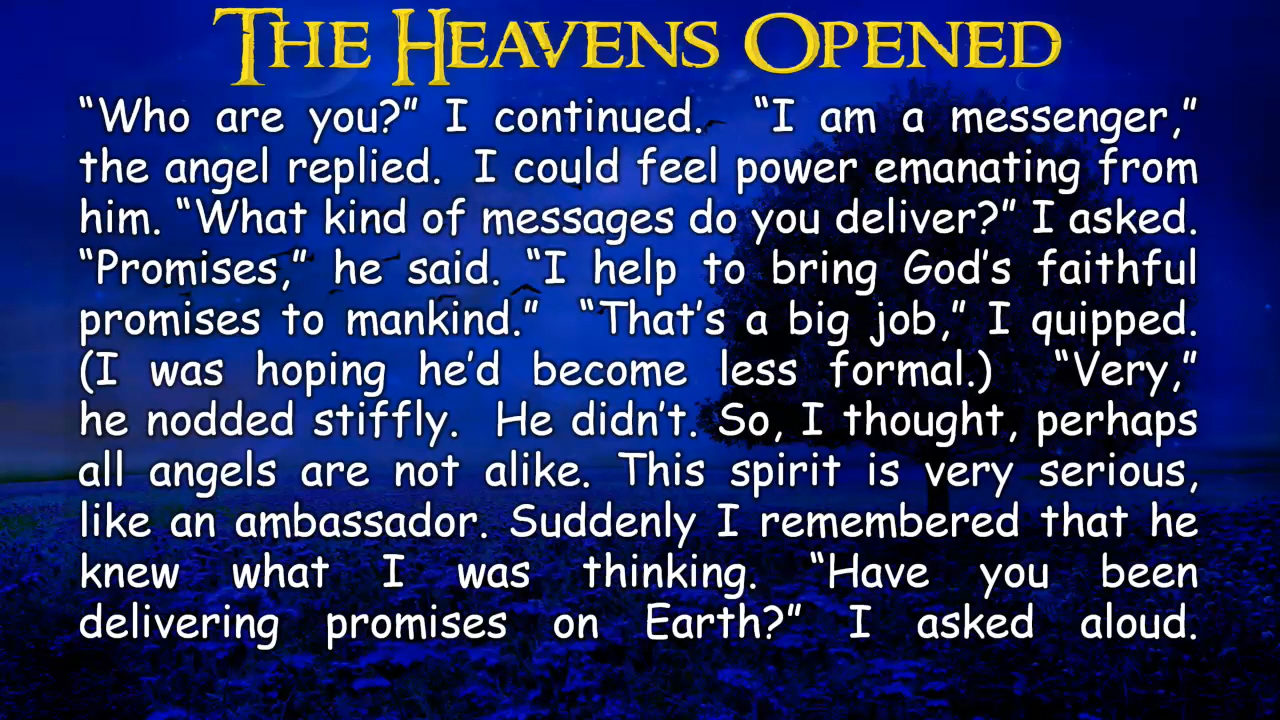 THE HEAVENS OPENED
“Who are you?” I continued. “I am a messenger,”
the angel replied. I could feel power emanating from
him. “What kind of messages do you deliver?” I asked.
“Promises,” he said. “I help to bring God’s faithful
promises to mankind.” “That’s a big job,” I quipped.
(I was hoping he’d become less formal.) “Very,”
he nodded stiffly. He didn’t. So, I thought, perhaps
all angels are not alike. This spirit is very serious,
like an ambassador. Suddenly I remembered that he
knew what I was thinking. “Have you been
delivering promises on Earth?” I asked aloud.